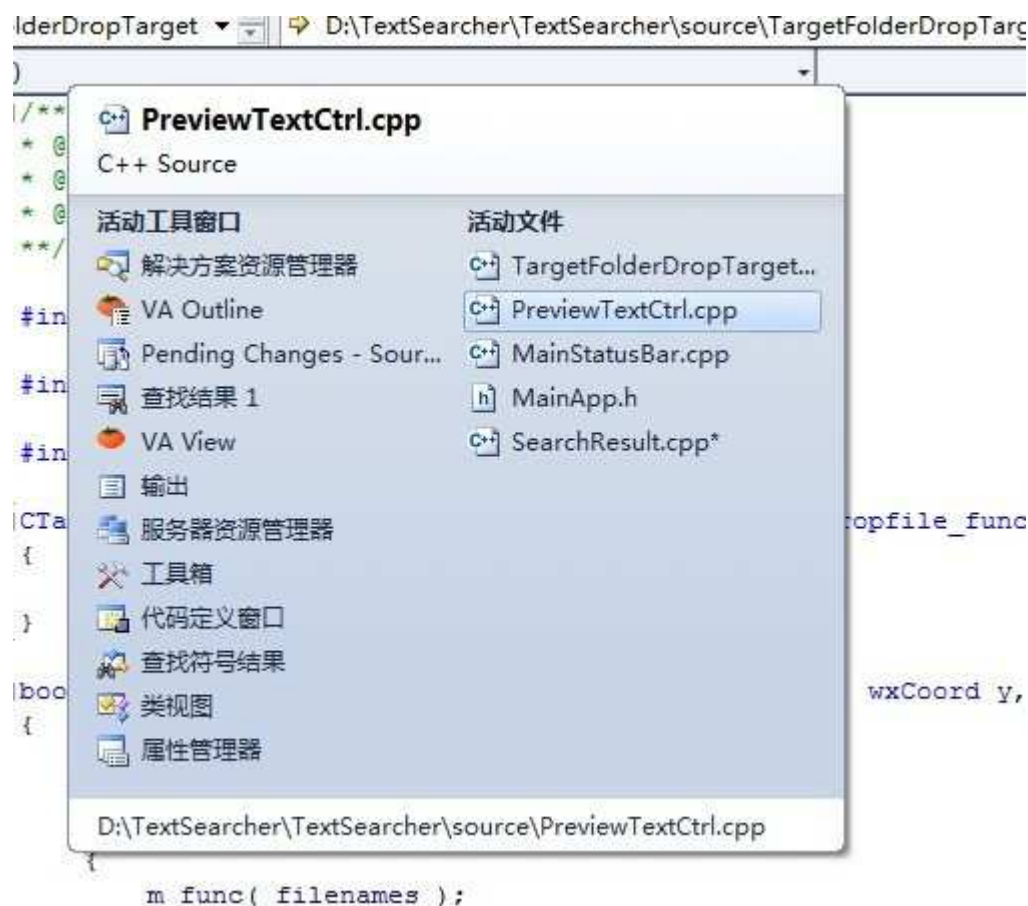 lderDropTarget D:\TextSearcher\TextSearcher\source\TargetFolderDropTarg
)
/**
* @
* @
* @
**/
#in
#in
#in
CTa
{
}
boo
{
PreviewTextCtrl.cpp
C++ Source
活动工具窗口
解决方案资源管理器
VA Outline
Pending Changes - Sour...
查找结果 1
VA View
输出
服务器资源管理器
工具箱
代码定义窗口
查找符号结果
类视图
属性管理器
活动文件
TargetFolderDropTarget...
PreviewTextCtrl.cpp
MainStatusBar.cpp
MainApp.h
SearchResult.cpp*
D:\TextSearcher\TextSearcher\source\PreviewTextCtrl.cpp
opfile_func
wxCoord y,
{
m_func( filenames );